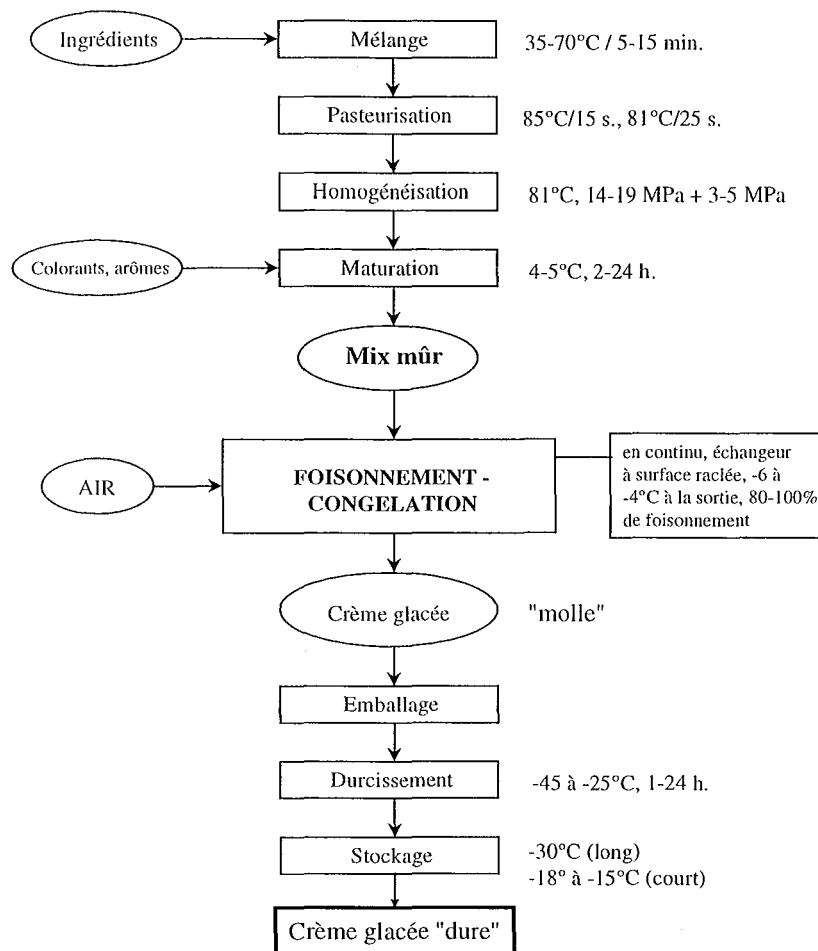 Ingrédients
Mélange
35-70°C / 5-15 min.
Pasteurisation
85°C/15 s., 81°C/25 s.
Homogénéisation
81°C, 14-19 MPa + 3-5 MPa
Colorants, arômes
Maturation
4-5°C, 2-24 h.
Mix mûr
AIR
FOISONNEMENT -
CONGELATION
en continu, échangeur
à surface raclée, -6 à
-4°C à la sortie, 80-100%
de foisonnement
Crème glacée
"molle"
Emballage
Durcissement
-45 à -25°C, 1-24 h.
Stockage
-30°C (long)
-18° à -15°C (court)
Crème glacée "dure"